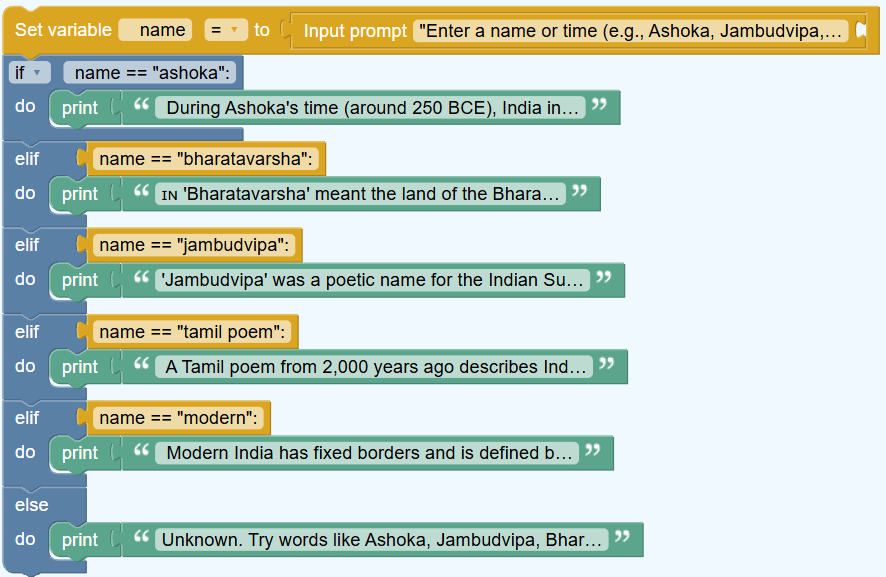 Set variable name = ▾ to Input prompt "Enter a name or time (e.g., Ashoka, Jambudvipa,...
if ▾ name == "ashoka":
do print “ During Ashoka's time (around 250 BCE), India in... ”
elif name == "bharatavarsha":
do print “ ɪɴ 'Bharatavarsha' meant the land of the Bhara... ”
elif name == "jambudvipa":
do print “ 'Jambudvipa' was a poetic name for the Indian Su... ”
elif name == "tamil poem":
do print “ A Tamil poem from 2,000 years ago describes Ind... ”
elif name == "modern":
do print “ Modern India has fixed borders and is defined b... ”
else
do print “ Unknown. Try words like Ashoka, Jambudvipa, Bhar... ”